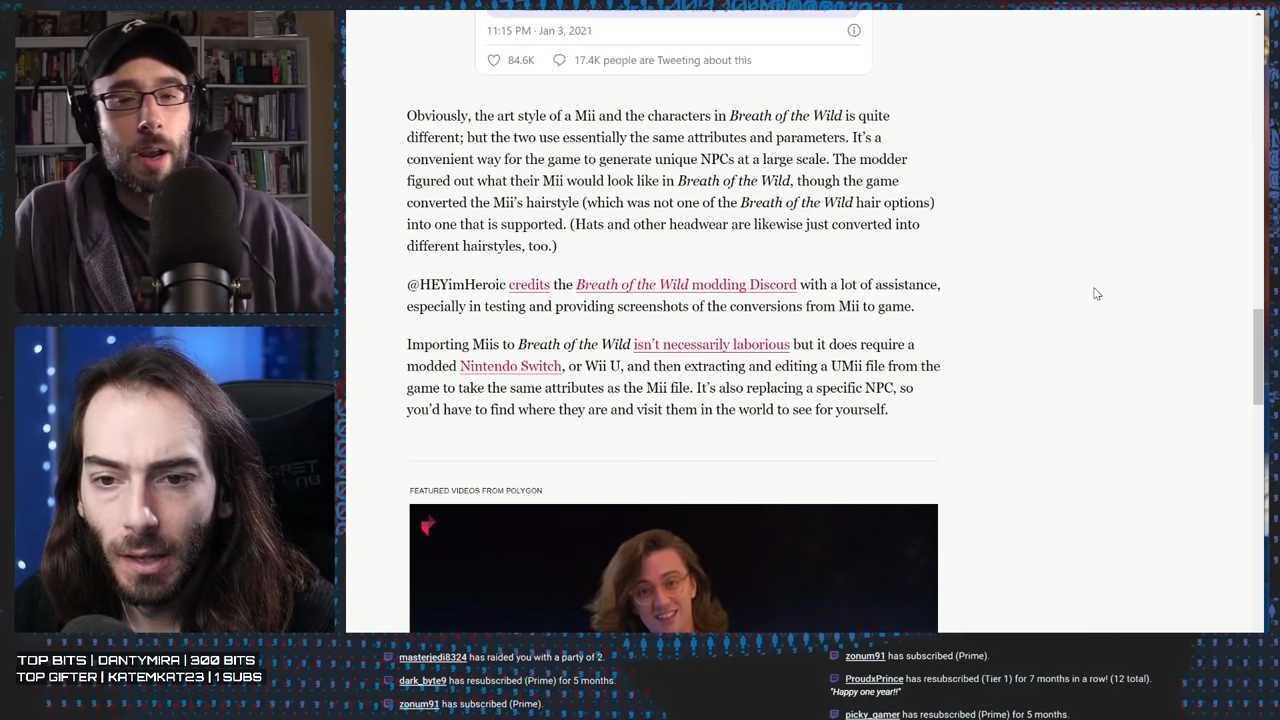 11:15 PM · Jan 3, 2021
84.6K
17.4K people are Tweeting about this
Obviously, the art style of a Mii and the characters in Breath of the Wild is quite
different; but the two use essentially the same attributes and parameters. It’s a
convenient way for the game to generate unique NPCs at a large scale. The modder
figured out what their Mii would look like in Breath of the Wild, though the game
converted the Mii’s hairstyle (which was not one of the Breath of the Wild hair options)
into one that is supported. (Hats and other headwear are likewise just converted into
different hairstyles, too.)
@HEYimHeroic credits the Breath of the Wild modding Discord with a lot of assistance,
especially in testing and providing screenshots of the conversions from Mii to game.
Importing Miis to Breath of the Wild isn’t necessarily laborious but it does require a
modded Nintendo Switch, or Wii U, and then extracting and editing a UMii file from the
game to take the same attributes as the Mii file. It’s also replacing a specific NPC, so
you’d have to find where they are and visit them in the world to see for yourself.
FEATURED VIDEOS FROM POLYGON
TOP BITS | DANTYMIRA | 300 BITS
TOP GIFTER | KATEMKAT23 | 1 SUBS
masterjedi8324 has raided you with a party of 2.
dark_byte9 has resubscribed (Prime) for 5 months.
zonum91 has subscribed (Prime).
zonum91 has subscribed (Prime).
ProudxPrince has resubscribed (Tier 1) for 7 months in a row! (12 total).
"Happy one year!!"
picky_gamer has resubscribed (Prime) for 5 months.